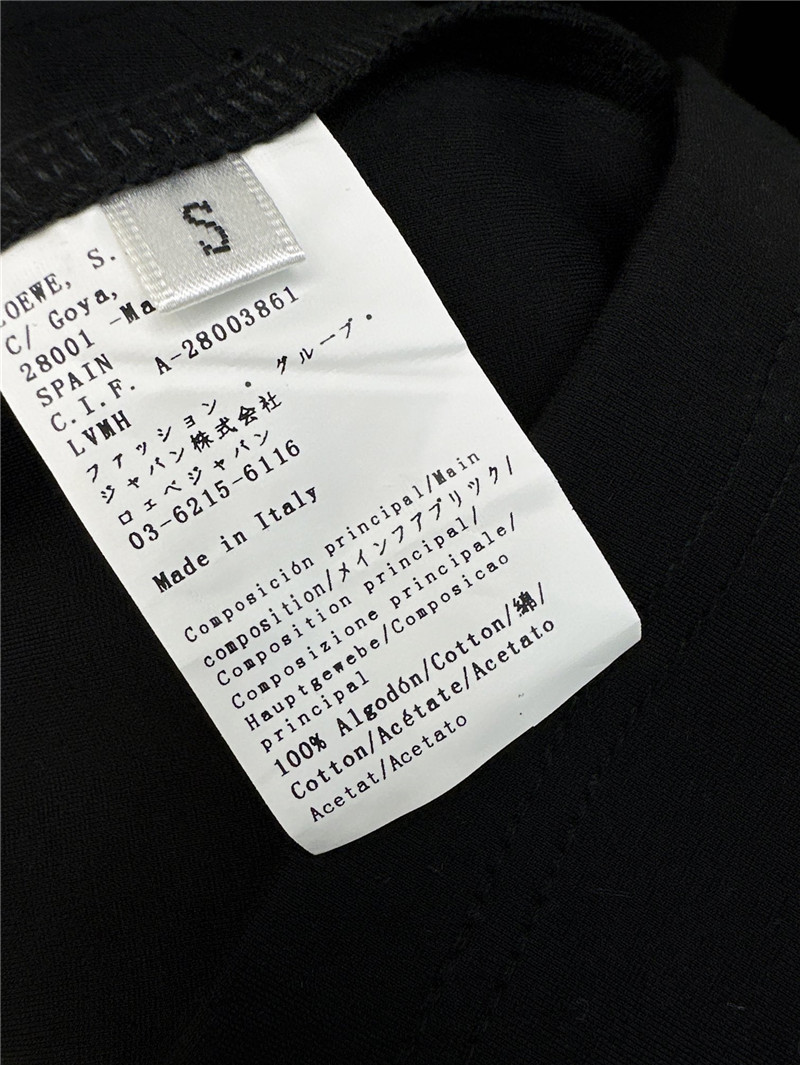 S
LOEWE, S.
C/ Goya,
28001 -Ma
SPAIN
C.I.F. A-28003861
LVMH
ファッション ・ グループ・
ジャパン株式会社
ロエベジャパン
03-6215-6116
Made in Italy
Composición principal/Main
composition/メインファアブリック/
Composition principal/
Composizione principale/
Hauptgewebe/Composicao
principal
100% Algodón/Cotton/綿/
Cotton/Acétate/Acetato
Acetat/Acetato